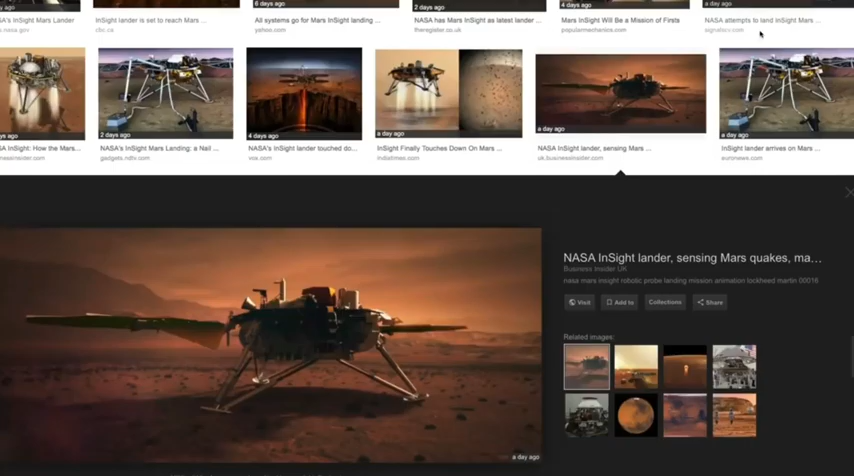 6 days ago
2 days ago
4 days ago
a day ago
A's InSight Mars Lander
InSight lander is set to reach Mars ...
All systems go for Mars InSight landing ...
NASA has Mars InSight as latest lander ...
Mars InSight Will Be a Mission of Firsts
NASA attempts to land InSight Mars ...
s.nasa.gov
cbc.ca
yahoo.com
theregister.co.uk
popularmechanics.com
ys ago
2 days ago
4 days ago
a day ago
a day ago
a day ago
SA InSight: How the Mars...
NASA's InSight Mars Landing: a Nail ...
NASA's InSight lander touched do...
InSight Finally Touches Down On Mars ...
NASA InSight lander, sensing Mars ...
InSight lander arrives on Mars ...
nessinsider.com
gadgets.ndtv.com
vox.com
indiatimes.com
uk.businessinsider.com
euronews.com
NASA InSight lander, sensing Mars quakes, ma...
Business Insider UK
nasa mars insight robotic probe landing mission animation lockheed martin 00016
Visit
Add to
Collections
Share
Related images:
a day ago